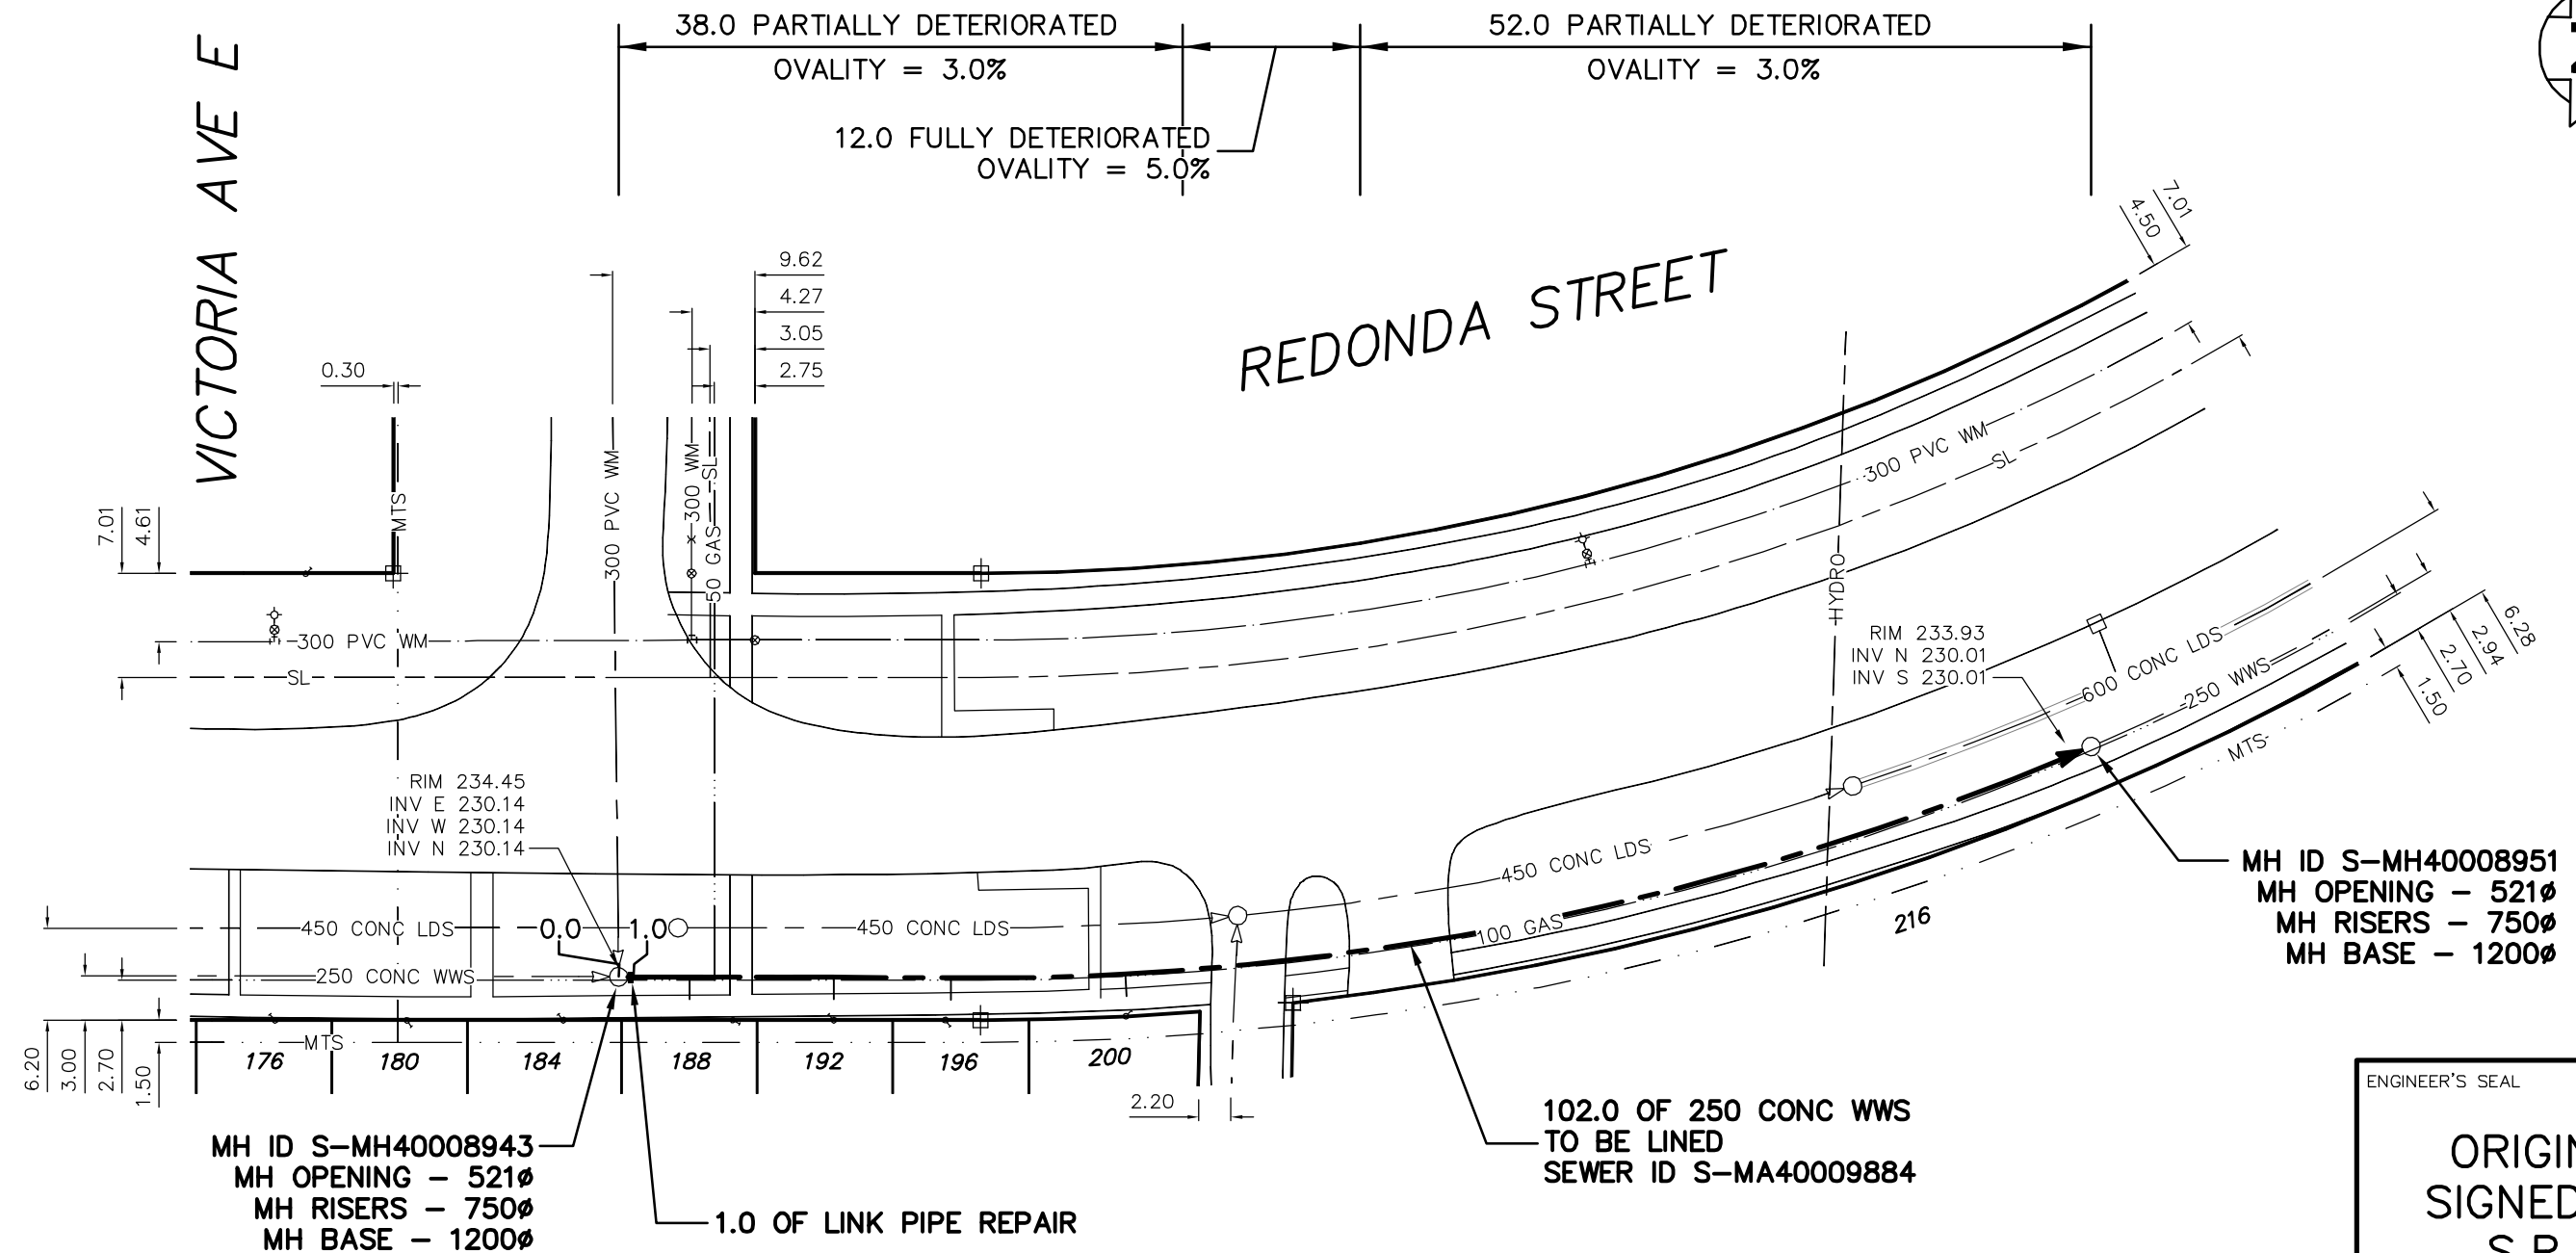 VICTORIA AVE E
38.0 PARTIALLY DETERIORATED
OVALITY = 3.0%
52.0 PARTIALLY DETERIORATED
OVALITY = 3.0%
12.0 FULLY DETERIORATED
OVALITY = 5.0%
REDONDA STREET
9.62
4.27
3.05
2.75
0.30
7.01
4.50
7.01
4.61
MTS
300 PVC WM
300 WM
SL
50 GAS
300 PVC WM
SL
300 PVC WM
SL
HYDRO
RIM 233.93
INV N 230.01
INV S 230.01
600 CONC LDS
250 WWS
MTS
6.28
2.94
2.70
1.50
RIM 234.45
INV E 230.14
INV W 230.14
INV N 230.14
450 CONC LDS
0.0
1.0
450 CONC LDS
450 CONC LDS
250 CONC WWS
100 GAS
MTS
6.20
3.00
2.70
1.50
176
180
184
188
192
196
200
216
2.20
MH ID S-MH40008951
MH OPENING - 521ø
MH RISERS - 750ø
MH BASE - 1200ø
MH ID S-MH40008943
MH OPENING - 521ø
MH RISERS - 750ø
MH BASE - 1200ø
1.0 OF LINK PIPE REPAIR
102.0 OF 250 CONC WWS
TO BE LINED
SEWER ID S-MA40009884
ENGINEER'S SEAL
SIGNED